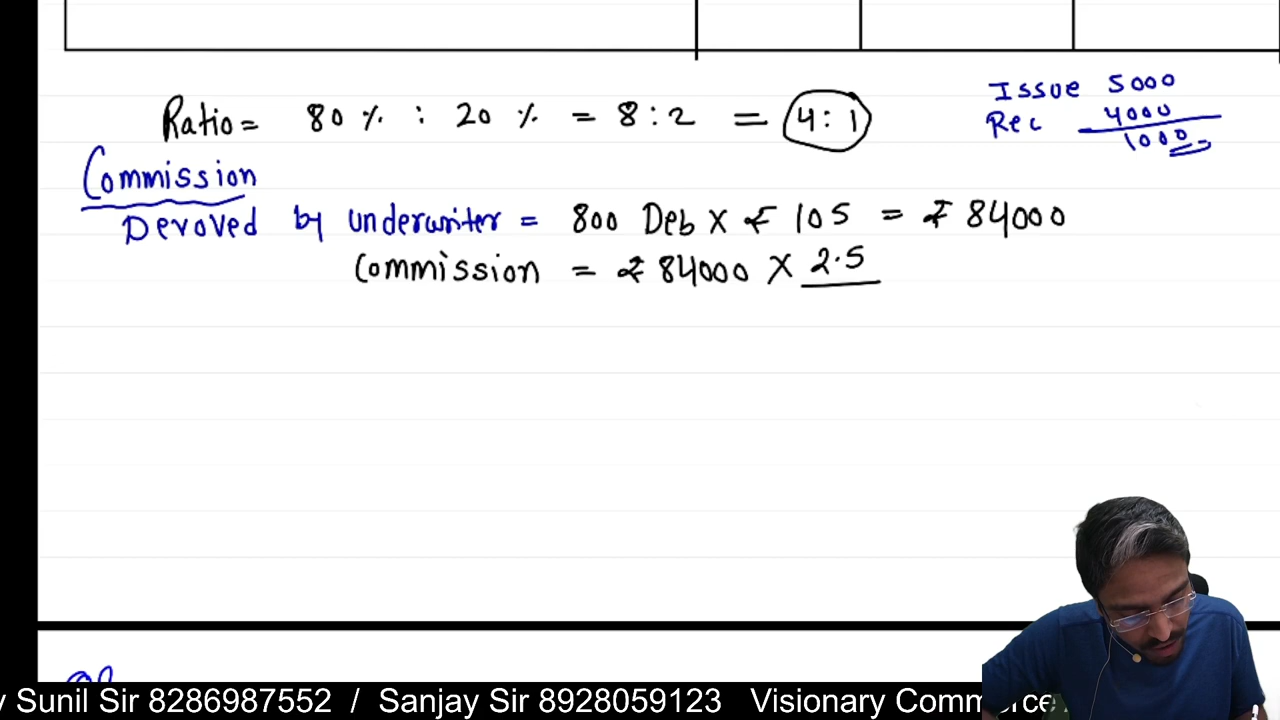 Ratio = 80 % : 20 % = 8 : 2 = 4 : 1
Issue 5000
Rec 4000
1000
Commission
Devoved by underwriter = 800 Deb X ₹ 105 = ₹ 84000
Commission = ₹ 84000 X 2.5
Sunil Sir 8286987552 / Sanjay Sir 8928059123 Visionary Commerce